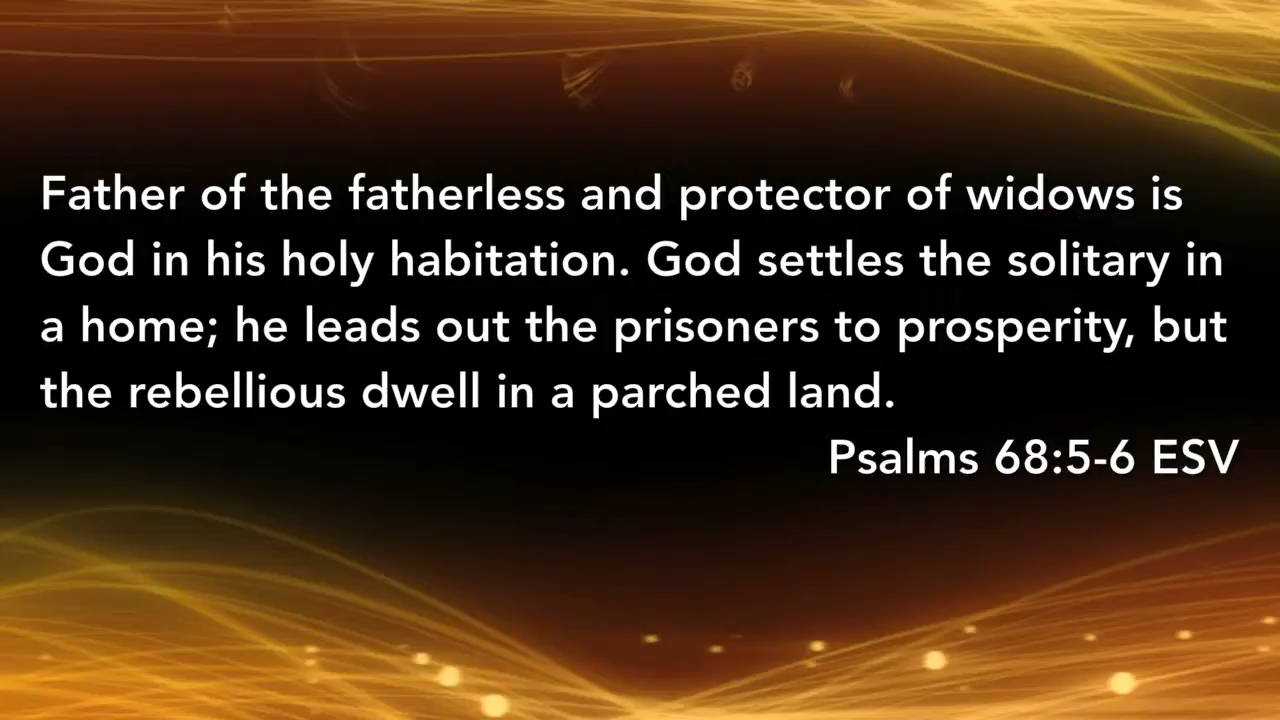 Father of the fatherless and protector of widows is
God in his holy habitation. God settles the solitary in
a home; he leads out the prisoners to prosperity, but
the rebellious dwell in a parched land.
Psalms 68:5-6 ESV